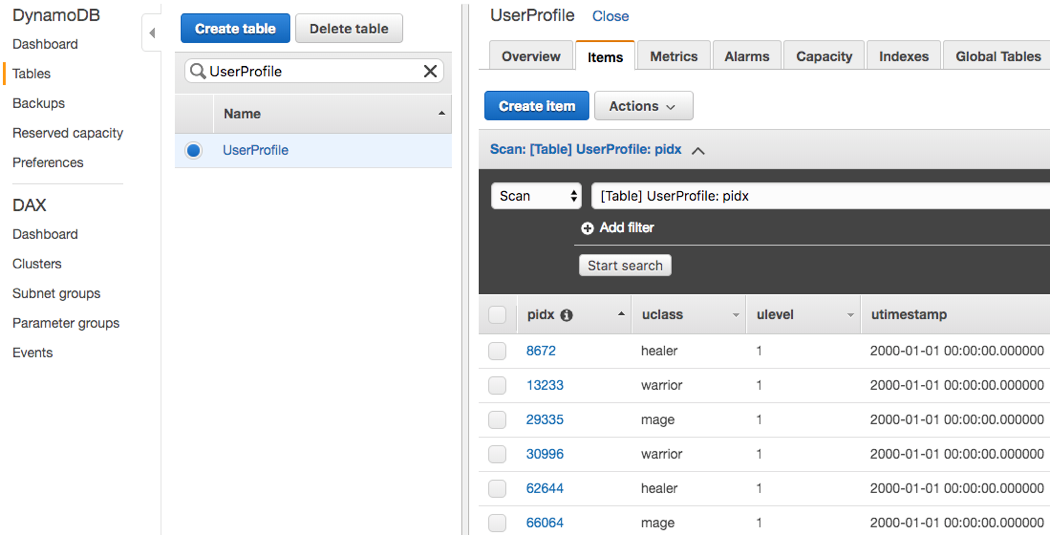 DynamoDB
Dashboard
Tables
Backups
Reserved capacity
Preferences
DAX
Dashboard
Clusters
Subnet groups
Parameter groups
Events
Create table Delete table
UserProfile
Name
UserProfile
UserProfile Close
Overview Items Metrics Alarms Capacity Indexes Global Tables
Create item Actions
Scan: [Table] UserProfile: pidx
Scan [Table] UserProfile: pidx
Add filter
Start search
pidx uclass ulevel utimestamp
8672 healer 1 2000-01-01 00:00:00.000000
13233 warrior 1 2000-01-01 00:00:00.000000
29335 mage 1 2000-01-01 00:00:00.000000
30996 warrior 1 2000-01-01 00:00:00.000000
62644 healer 1 2000-01-01 00:00:00.000000
66064 mage 1 2000-01-01 00:00:00.000000